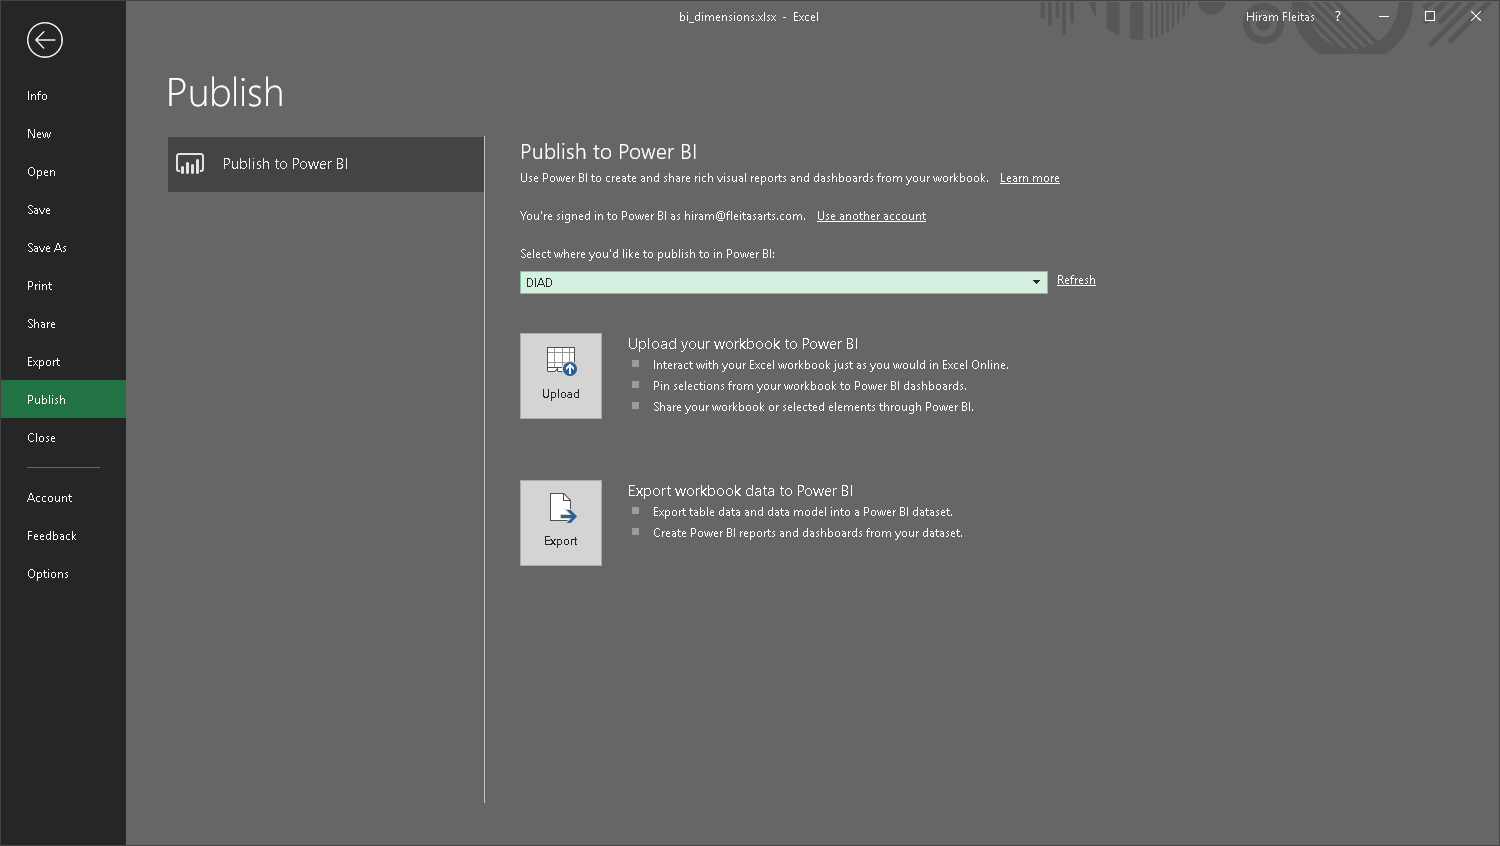 bi_dimensions.xlsx - Excel
Hiram Fleitas
?
Info
New
Open
Save
Save As
Print
Share
Export
Publish
Close
Account
Feedback
Options
Publish
Publish to Power BI
Publish to Power BI
Use Power BI to create and share rich visual reports and dashboards from your workbook. Learn more
You're signed in to Power BI as hiram@fleitasarts.com. Use another account
Select where you'd like to publish to in Power BI:
DIAD
Refresh
Upload
Upload your workbook to Power BI
Interact with your Excel workbook just as you would in Excel Online.
Pin selections from your workbook to Power BI dashboards.
Share your workbook or selected elements through Power BI.
Export
Export workbook data to Power BI
Export table data and data model into a Power BI dataset.
Create Power BI reports and dashboards from your dataset.